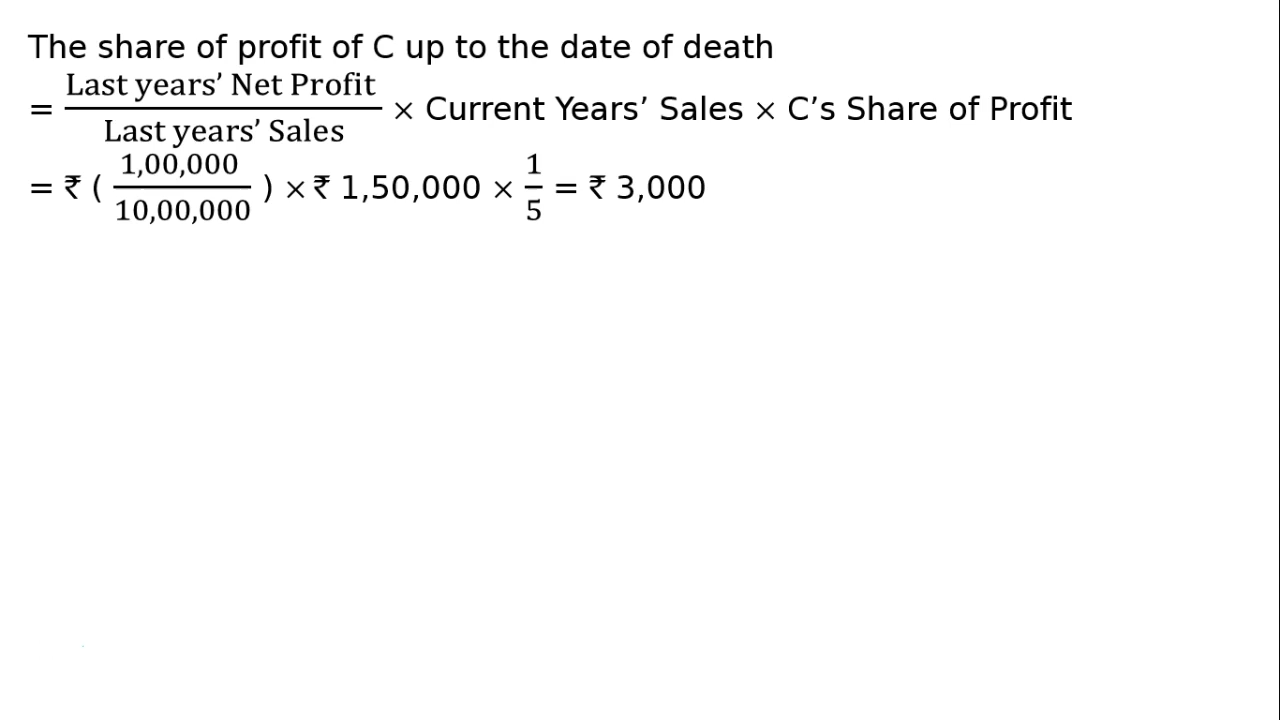 The share of profit of C up to the date of death
= Last years’ Net Profit / Last years’ Sales × Current Years’ Sales × C’s Share of Profit
= ₹ ( 1,00,000 / 10,00,000 ) × ₹ 1,50,000 × 1/5 = ₹ 3,000